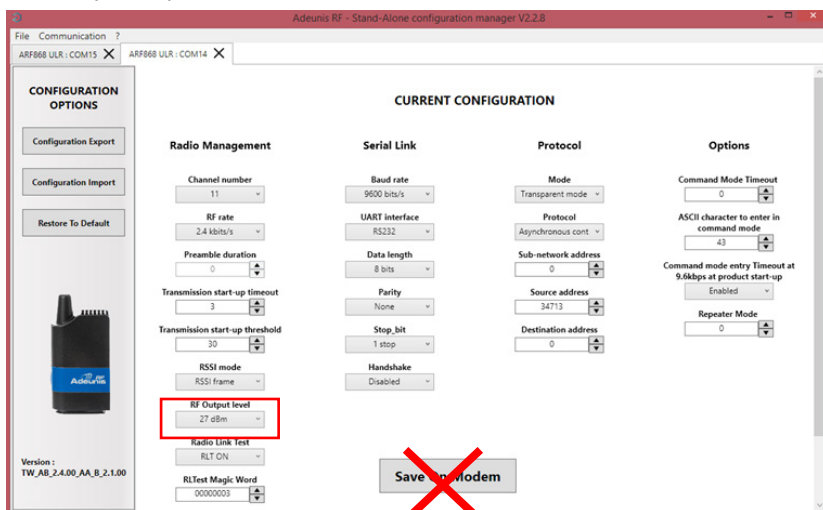 Adeunis RF - Stand-Alone configuration manager V2.2.8
File Communication ?
ARF868 ULR : COM15 X ARF868 ULR : COM14 X
CONFIGURATION
OPTIONS
Configuration Export
Configuration Import
Restore To Default
Adeunis RF
Version :
TW_AB_2.4.00_AA_B_2.1.00
CURRENT CONFIGURATION
Radio Management
Channel number
11
RF rate
2.4 kbits/s
Preamble duration
0
Transmission start-up timeout
3
Transmission start-up threshold
30
RSSI mode
RSSI frame
RF Output level
27 dBm
Radio Link Test
RLT ON
RLTest Magic Word
00000003
Serial Link
Baud rate
9600 bits/s
UART interface
RS232
Data length
8 bits
Parity
None
Stop_bit
1 stop
Handshake
Disabled
Protocol
Mode
Transparent mode
Protocol
Asynchronous cont
Sub-network address
0
Source address
34713
Destination address
0
Options
Command Mode Timeout
0
ASCII character to enter in
command mode
43
Command mode entry Timeout at
9.6kbps at product start-up
Enabled
Repeater Mode
0
Save On Modem